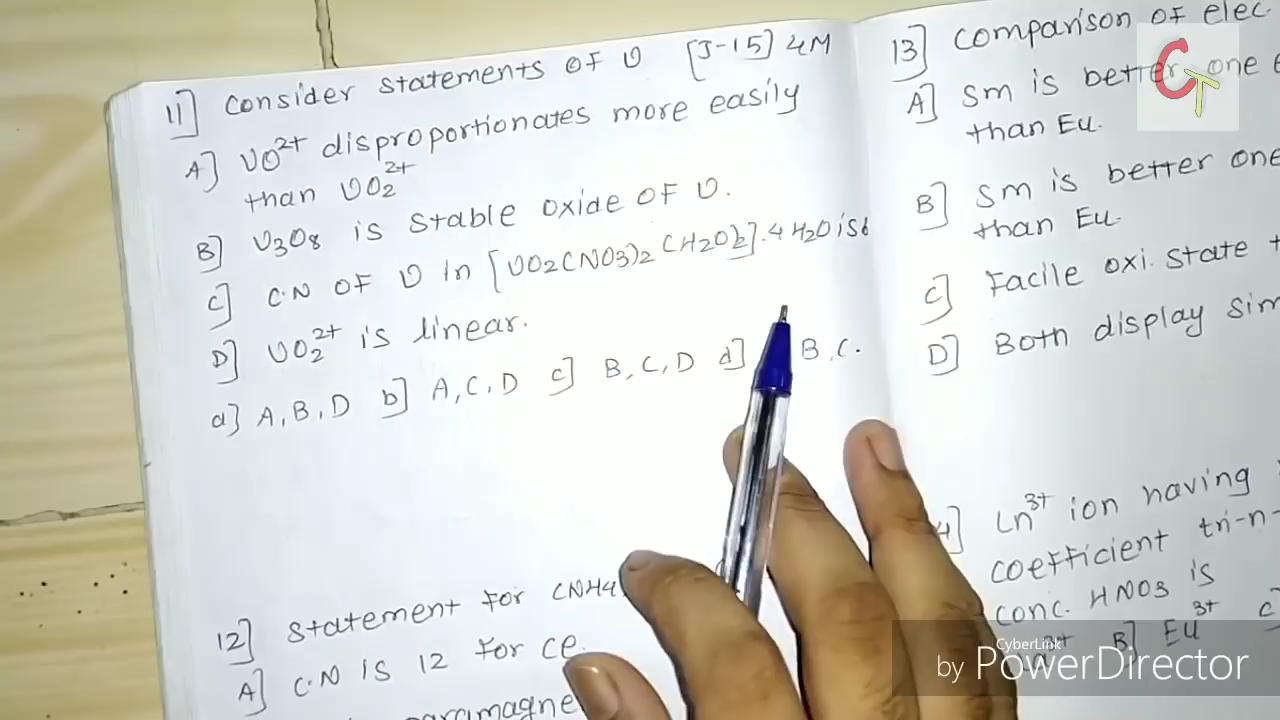 11] consider statements of U [J-15] 4M
A] UO²⁺ disproportionates more easily
than UO₂²⁺
B] U₃O₈ is stable oxide of U.
C] C.N of U in [UO₂(NO₃)₂(H₂O)₂].4H₂O is 6
D] UO₂²⁺ is linear.
a] A,B,D b] A,C,D c] B,C,D d] B,C.
12] statement for CNH4
A] C.N is 12 for Ce.
13] comparison of elec.
A] Sm is better one
than Eu.
B] Sm is better one
than Eu.
C] Facile oxi. state
D] Both display
Ln³⁺ ion having
coefficient tri-n-
conc. HNO3 is
B] Eu³⁺ c]
CT
CyberLink
by PowerDirector